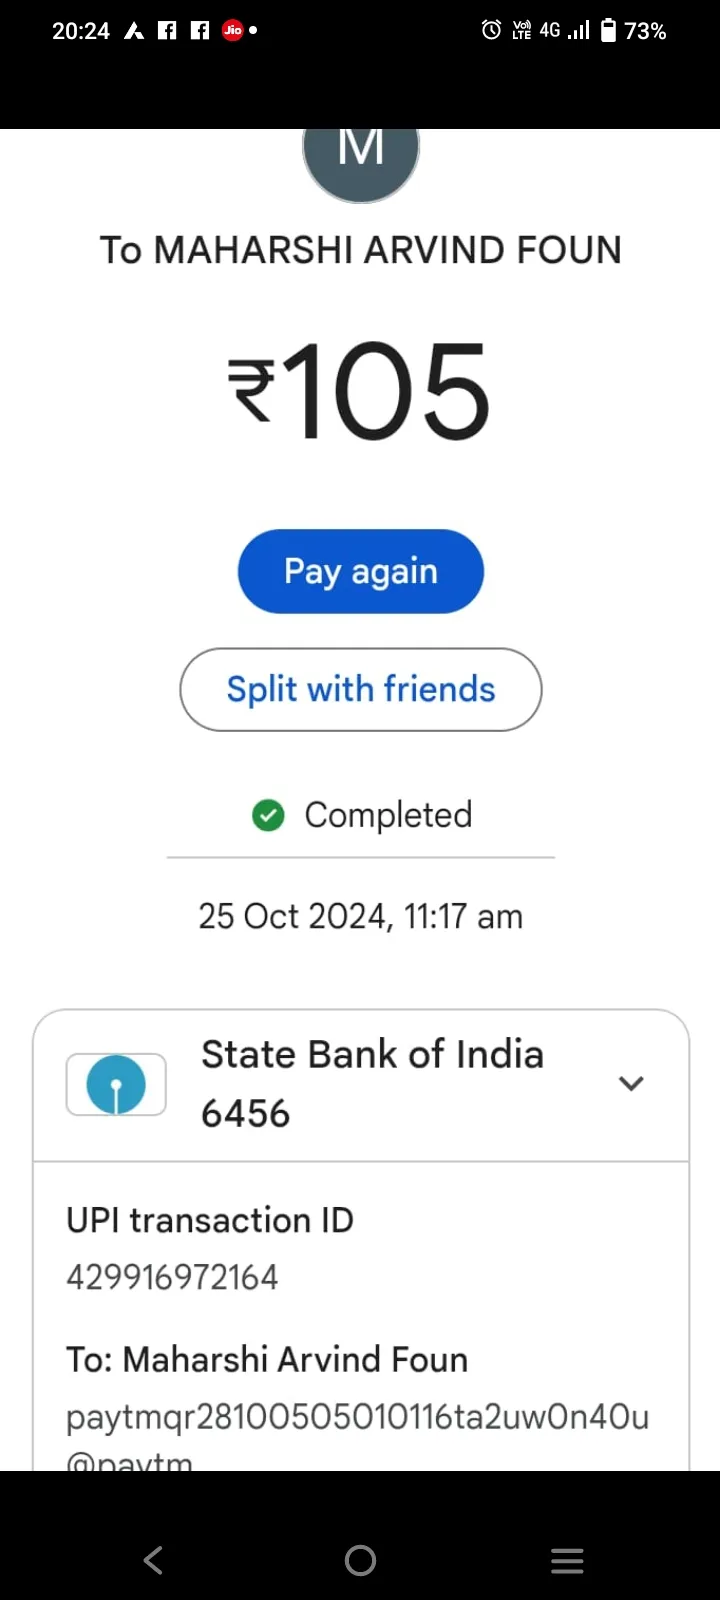 20:24 Jio Vo) LTE 4G 73%
M
To MAHARSHI ARVIND FOUN
₹105
Pay again
Split with friends
Completed
25 Oct 2024, 11:17 am
State Bank of India
6456
UPI transaction ID
429916972164
To: Maharshi Arvind Foun
paytmqr28100505010116ta2uw0n40u
@paytm